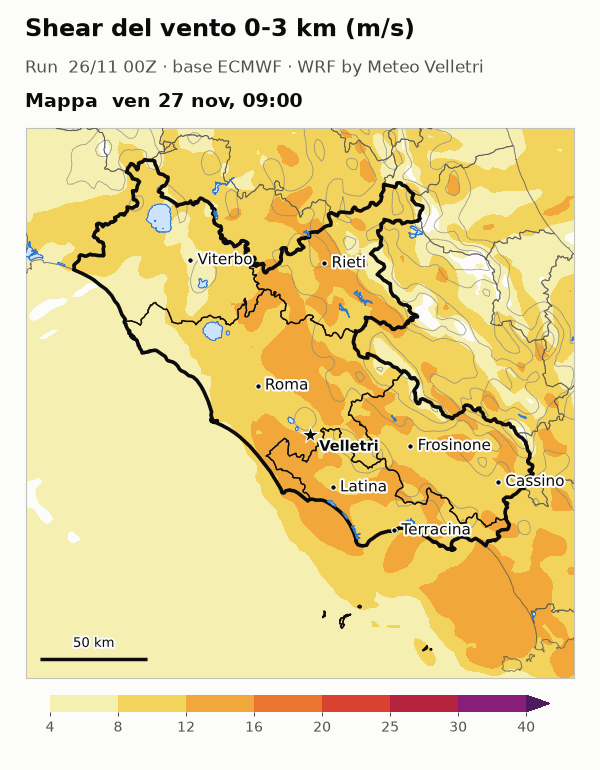 Shear del vento 0-3 km (m/s)
Run  26/11 00Z · base ECMWF · WRF by Meteo Velletri
Mappa  ven 27 nov, 09:00
Viterbo
Rieti
Roma
Velletri
Frosinone
Latina
Cassino
Terracina
50 km
4 8 12 16 20 25 30 40